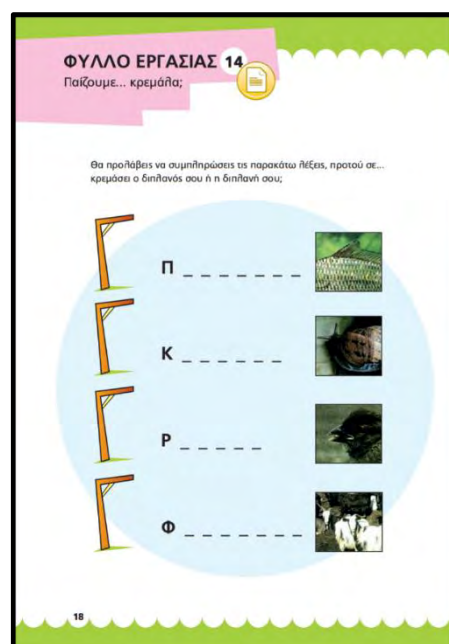 ΦΥΛΛΟ ΕΡΓΑΣΙΑΣ 14
Παίζουμε... κρεμάλα;
Θα προλάβεις να συμπληρώσεις τις παρακάτω λέξεις, προτού σε...
κρεμάσει ο διπλανός σου ή η διπλανή σου;
Π _ _ _ _ _ _ _ _
Κ _ _ _ _ _ _ _
Ρ _ _ _ _ _
Φ _ _ _ _ _ _ _ _
18